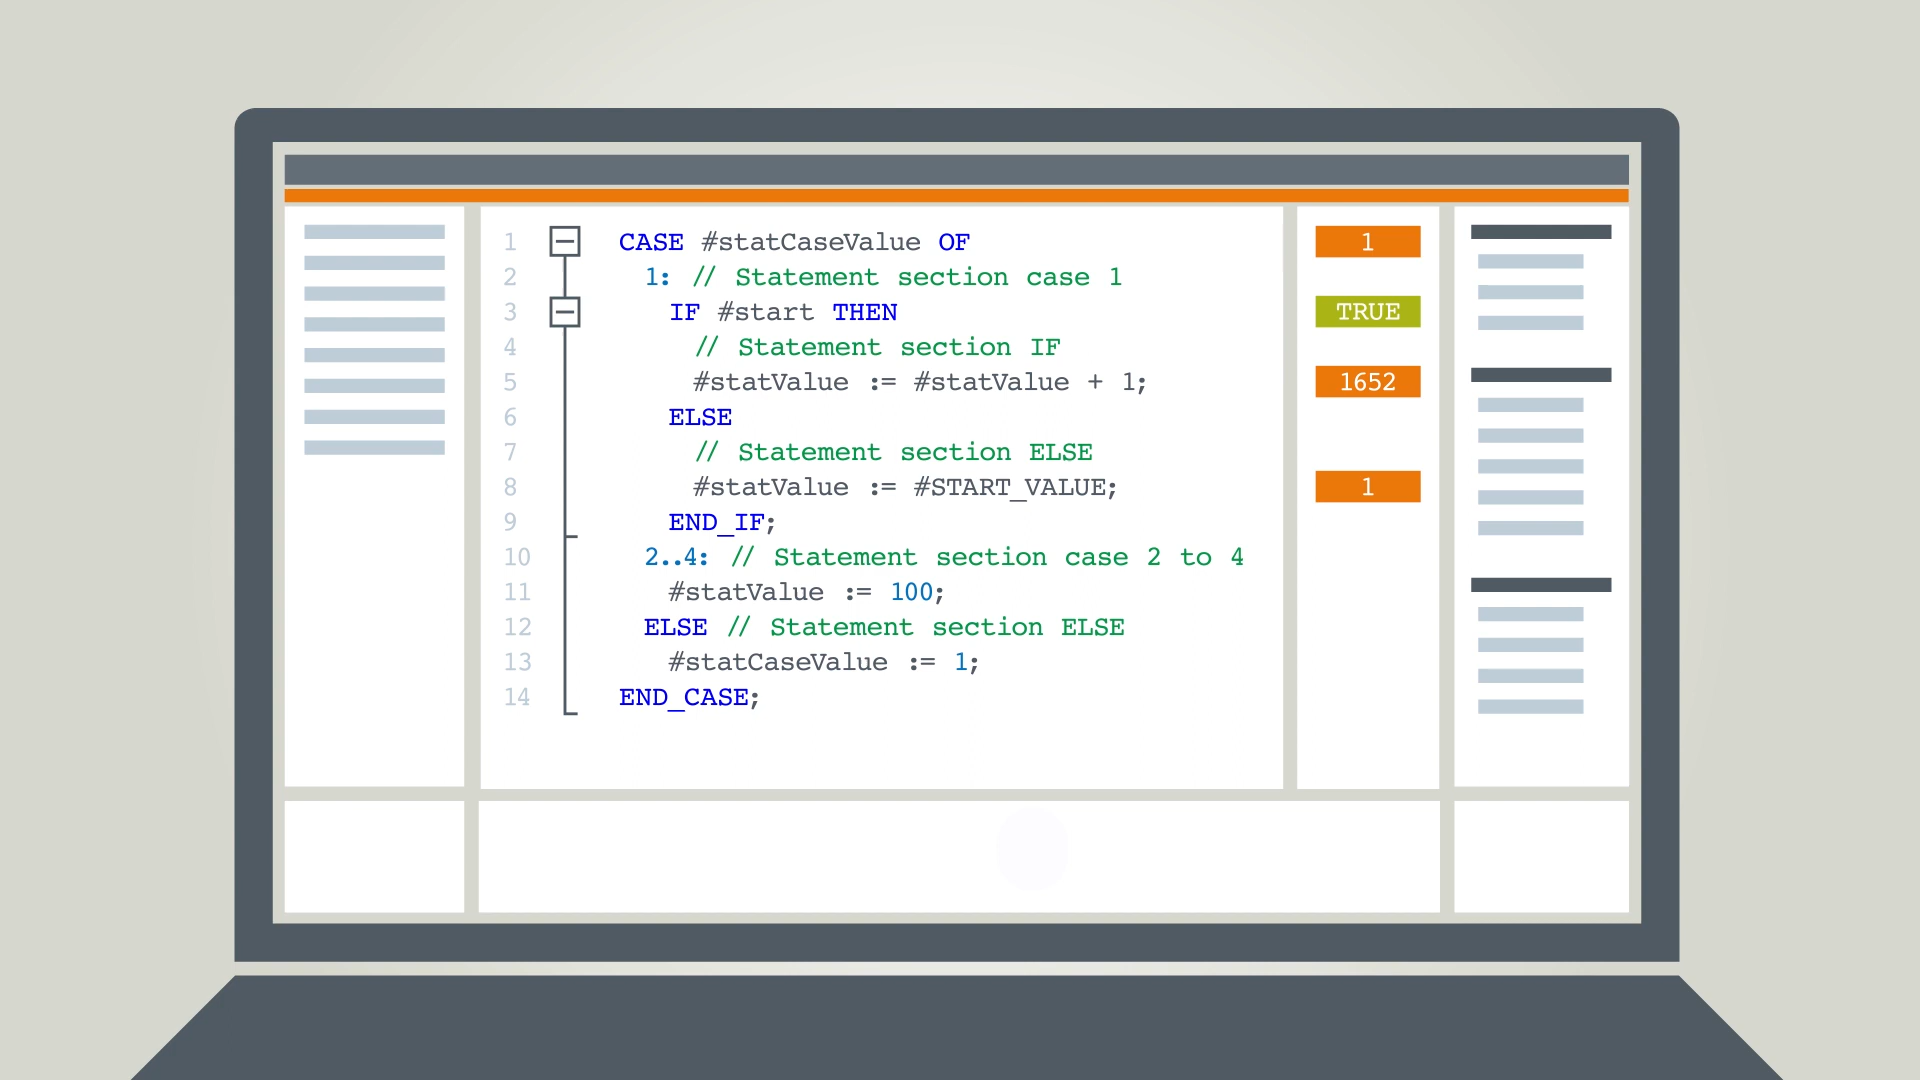 1 CASE #statCaseValue OF 1
2 1: // Statement section case 1
3 IF #start THEN TRUE
4 // Statement section IF
5 #statValue := #statValue + 1; 1652
6 ELSE
7 // Statement section ELSE
8 #statValue := #START_VALUE; 1
9 END_IF;
10 2..4: // Statement section case 2 to 4
11 #statValue := 100;
12 ELSE // Statement section ELSE
13 #statCaseValue := 1;
14 END_CASE;